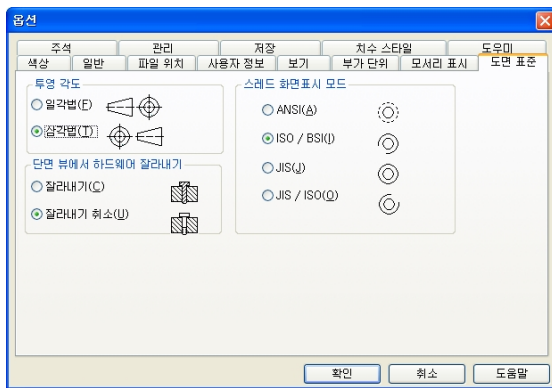 옵션
주석 관리 저장 치수 스타일 도우미
색상 일반 파일 위치 사용자 정보 보기 부가 단위 모서리 표시 도면 표준
투영 각도
일각법(F)
삼각법(T)
단면 뷰에서 하드웨어 잘라내기
잘라내기(C)
잘라내기 취소(U)
스레드 화면표시 모드
ANSI(A)
ISO / BSI(I)
JIS(J)
JIS / ISO(O)
확인 취소 도움말